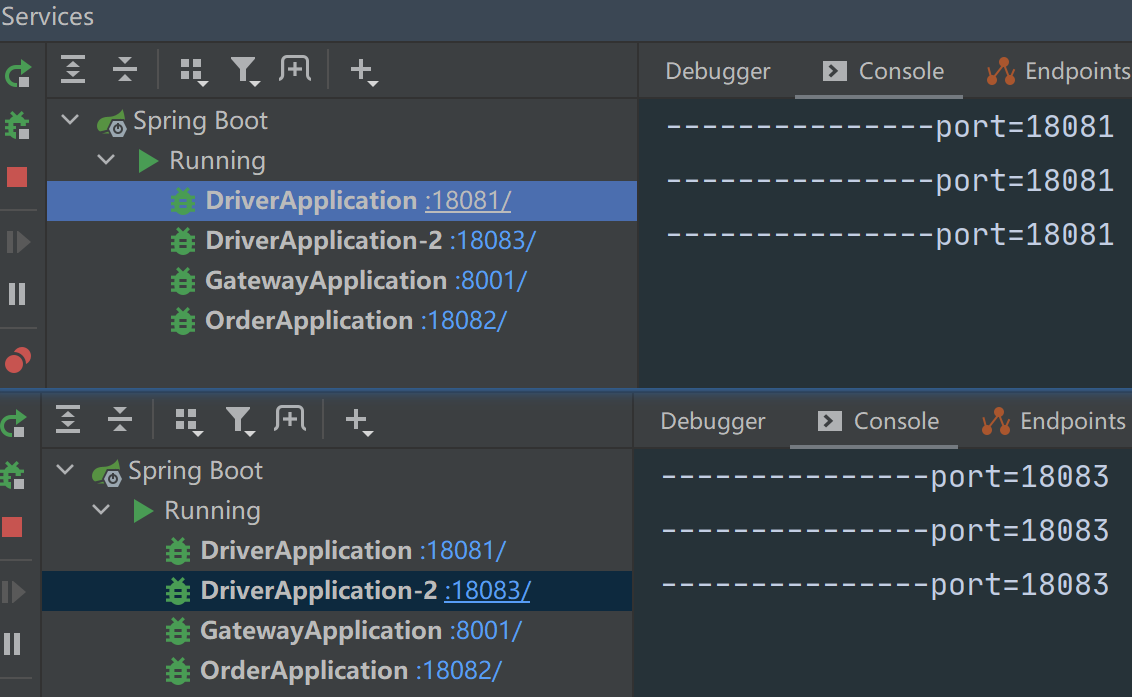 Services
Debugger Console Endpoints
Spring Boot
Running
DriverApplication :18081/
DriverApplication-2 :18083/
GatewayApplication :8001/
OrderApplication :18082/
---------------port=18081
---------------port=18081
---------------port=18081
Debugger Console Endpoints
Spring Boot
Running
DriverApplication :18081/
DriverApplication-2 :18083/
GatewayApplication :8001/
OrderApplication :18082/
---------------port=18083
---------------port=18083
---------------port=18083